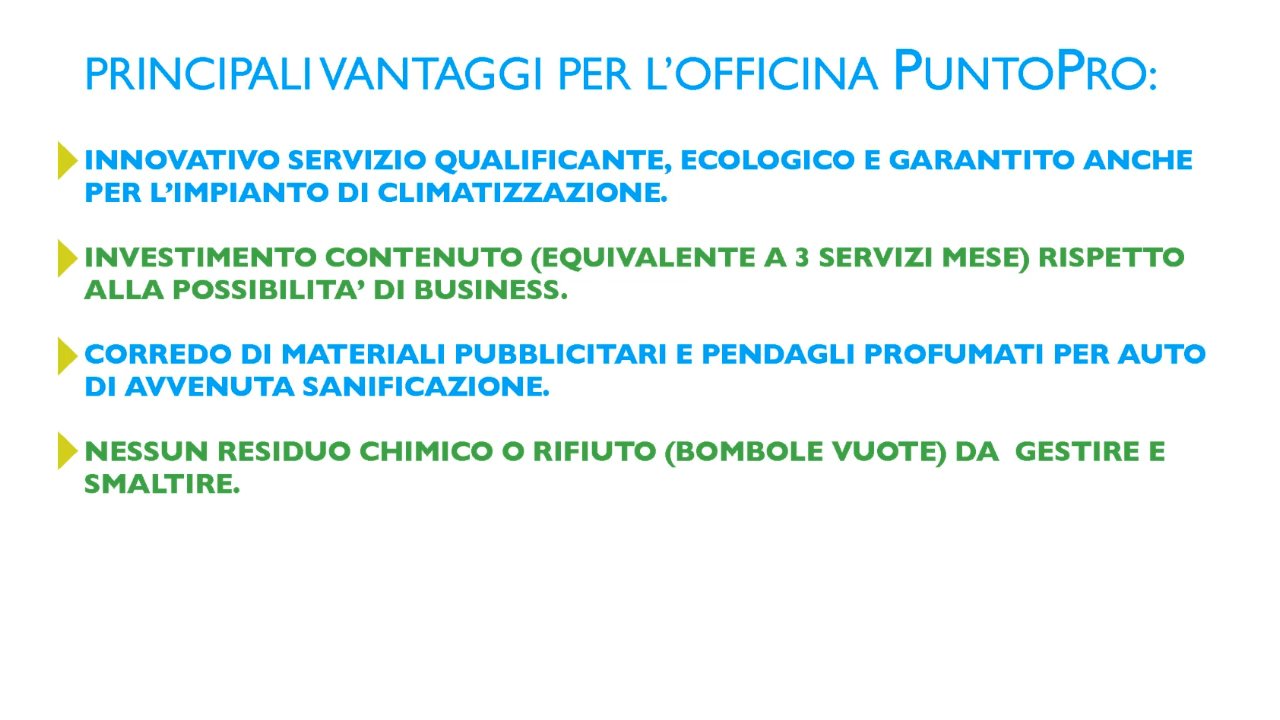 PRINCIPALI VANTAGGI PER L’OFFICINA PUNTOPRO:
INNOVATIVO SERVIZIO QUALIFICANTE, ECOLOGICO E GARANTITO ANCHE
PER L’IMPIANTO DI CLIMATIZZAZIONE.
INVESTIMENTO CONTENUTO (EQUIVALENTE A 3 SERVIZI MESE) RISPETTO
ALLA POSSIBILITA’ DI BUSINESS.
CORREDO DI MATERIALI PUBBLICITARI E PENDAGLI PROFUMATI PER AUTO
DI AVVENUTA SANIFICAZIONE.
NESSUN RESIDUO CHIMICO O RIFIUTO (BOMBOLE VUOTE) DA  GESTIRE E
SMALTIRE.